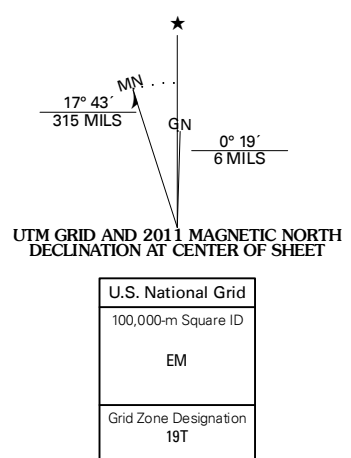 MN
17° 43´
315 MILS
GN
0° 19´
6 MILS
UTM GRID AND 2011 MAGNETIC NORTH
DECLINATION AT CENTER OF SHEET
U.S. National Grid
100,000-m Square ID
EM
Grid Zone Designation
19T